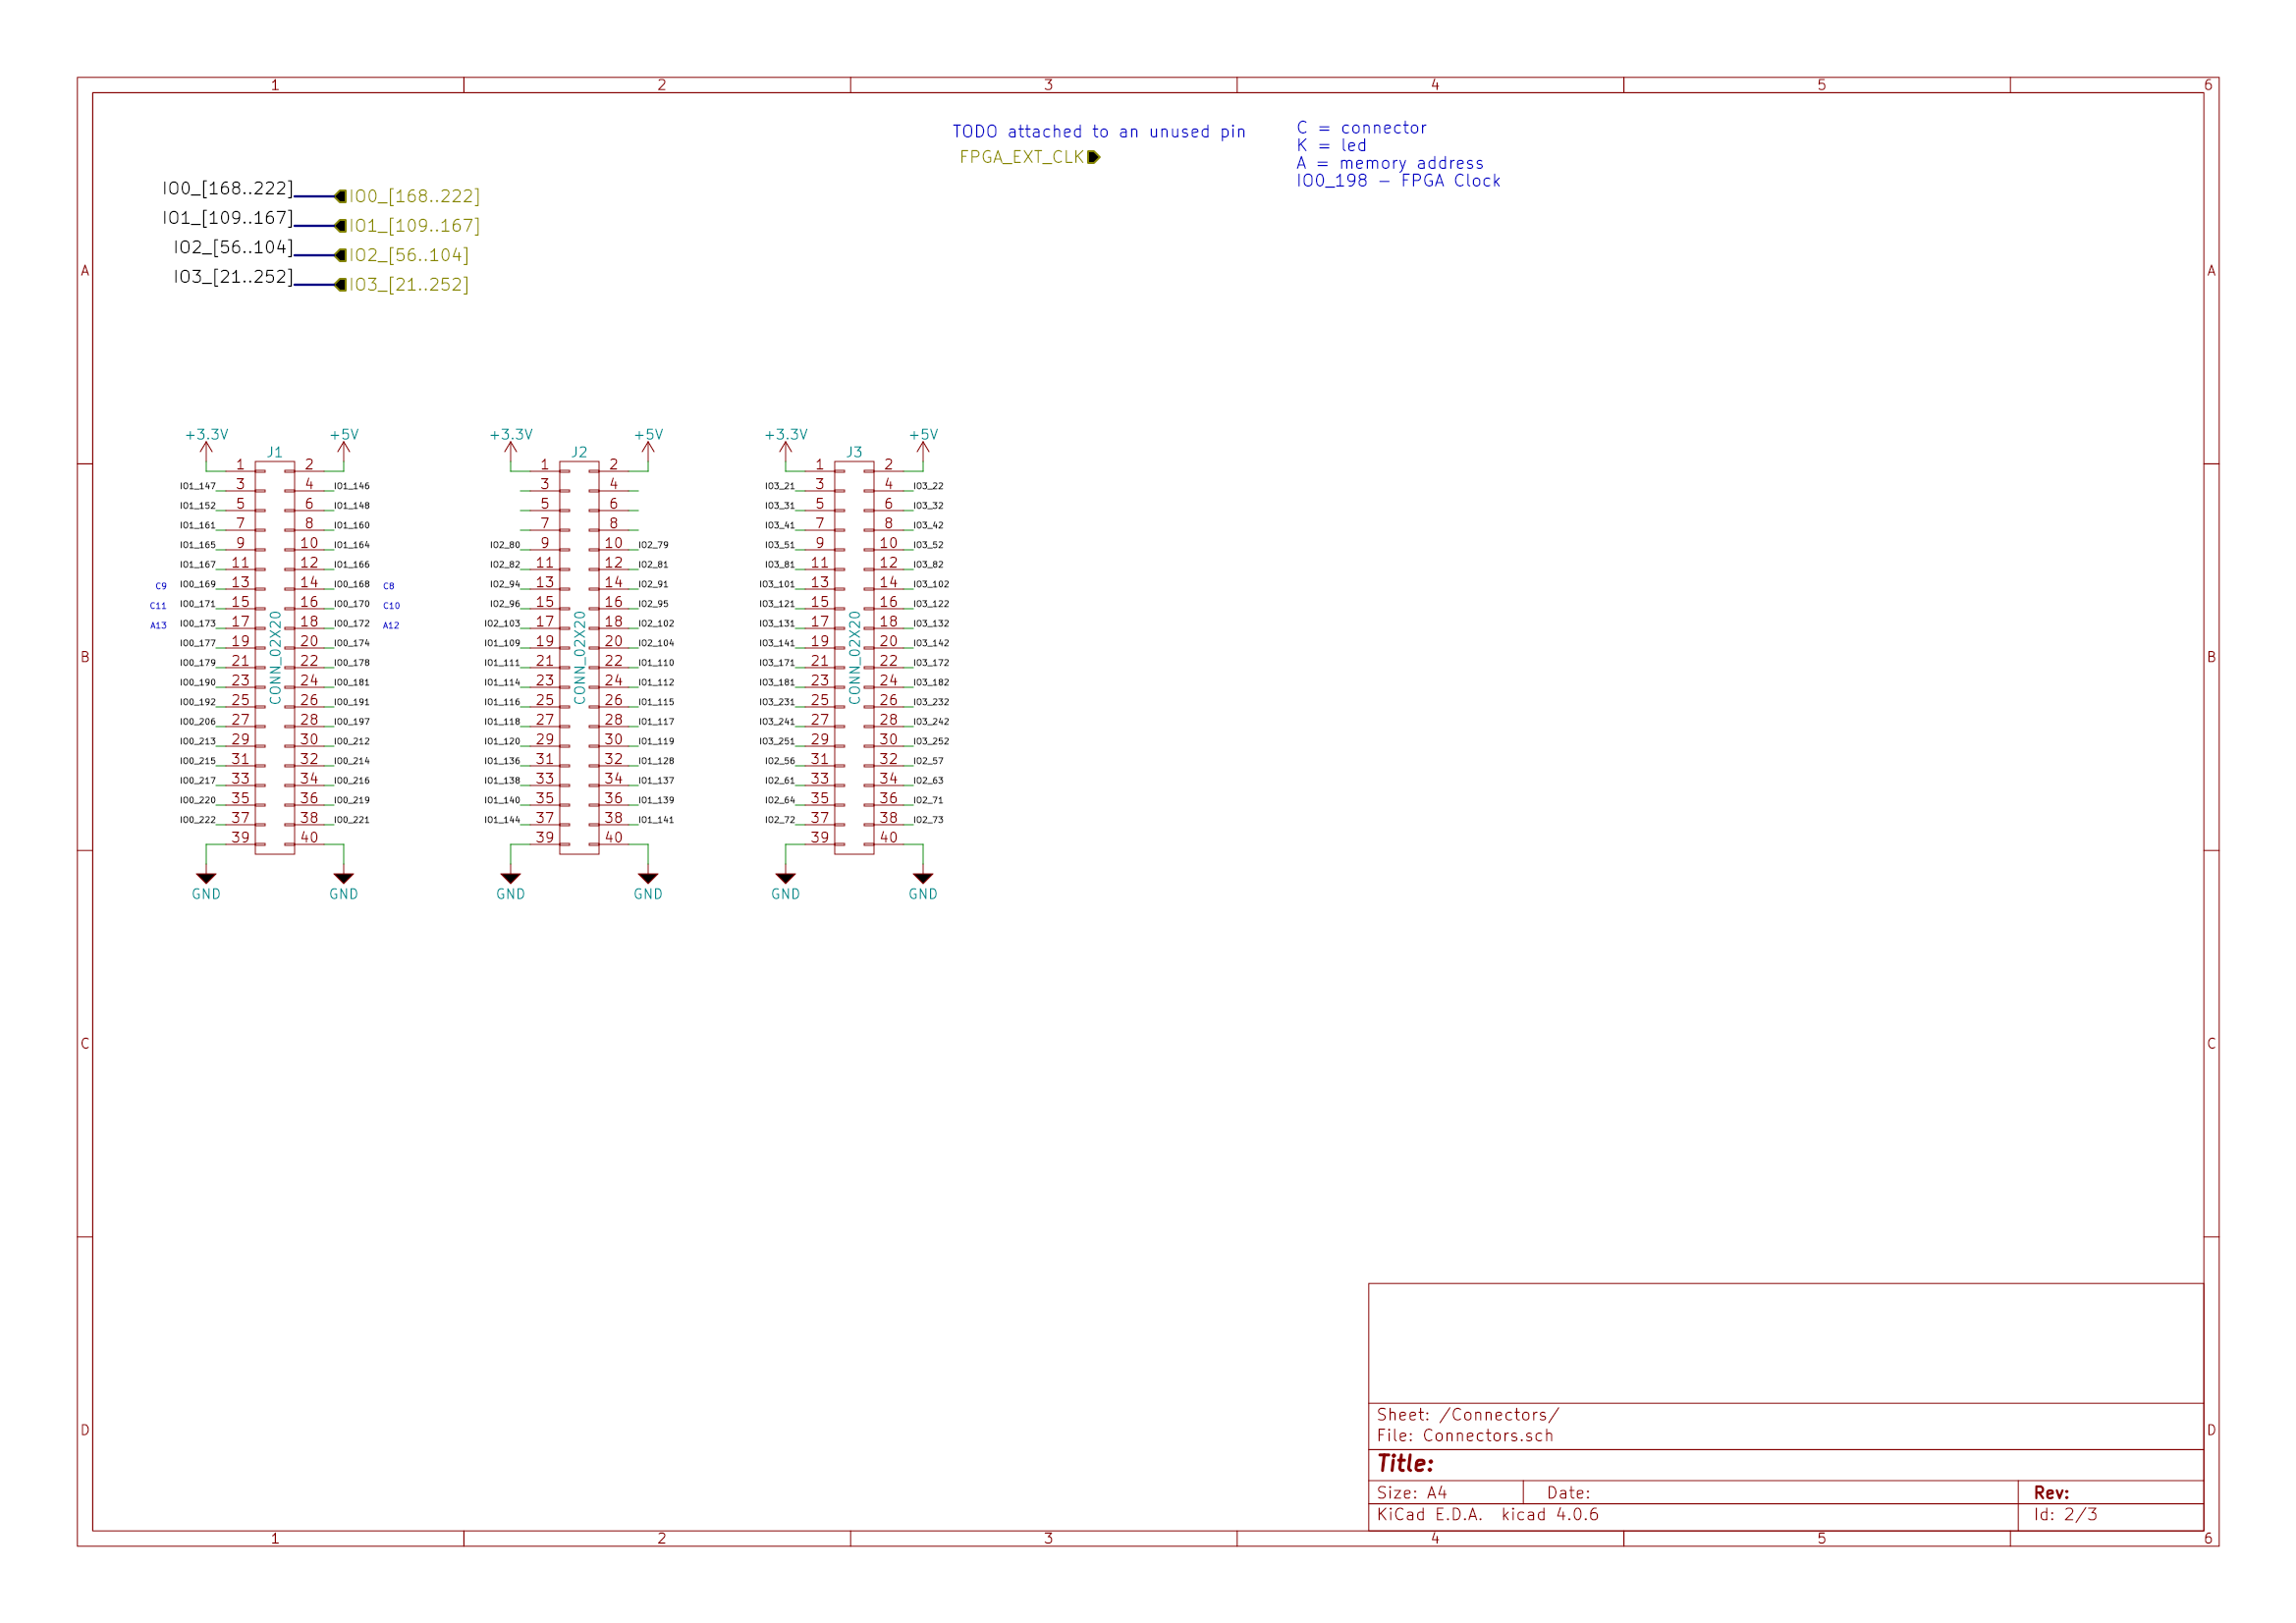 1 2 3 4 5 6
TODO attached to an unused pin
FPGA_EXT_CLK
C = connector
K = led
A = memory address
IO0_198 - FPGA Clock
IO0_[168..222] IO0_[168..222]
IO1_[109..167] IO1_[109..167]
IO2_[56..104] IO2_[56..104]
IO3_[21..252] IO3_[21..252]
A A
+3.3V +5V +3.3V +5V +3.3V +5V
J1 J2 J3
1 2 1 2 1 2
IO1_147 3 4 IO1_146 3 4 IO3_21 3 4 IO3_22
IO1_152 5 6 IO1_148 5 6 IO3_31 5 6 IO3_32
IO1_161 7 8 IO1_160 7 8 IO3_41 7 8 IO3_42
IO1_165 9 10 IO1_164 IO2_80 9 10 IO2_79 IO3_51 9 10 IO3_52
IO1_167 11 12 IO1_166 IO2_82 11 12 IO2_81 IO3_81 11 12 IO3_82
C9 IO0_169 13 14 IO0_168 C8 IO2_94 13 14 IO2_91 IO3_101 13 14 IO3_102
C11 IO0_171 15 16 IO0_170 C10 IO2_96 15 16 IO2_95 IO3_121 15 16 IO3_122
A13 IO0_173 17 18 IO0_172 A12 IO2_103 17 18 IO2_102 IO3_131 17 18 IO3_132
IO0_177 19 20 IO0_174 IO1_109 19 20 IO2_104 IO3_141 19 20 IO3_142
CONN_02X20 CONN_02X20 CONN_02X20
B B
IO0_179 21 22 IO0_178 IO1_111 21 22 IO1_110 IO3_171 21 22 IO3_172
IO0_190 23 24 IO0_181 IO1_114 23 24 IO1_112 IO3_181 23 24 IO3_182
IO0_192 25 26 IO0_191 IO1_116 25 26 IO1_115 IO3_231 25 26 IO3_232
IO0_206 27 28 IO0_197 IO1_118 27 28 IO1_117 IO3_241 27 28 IO3_242
IO0_213 29 30 IO0_212 IO1_120 29 30 IO1_119 IO3_251 29 30 IO3_252
IO0_215 31 32 IO0_214 IO1_136 31 32 IO1_128 IO2_56 31 32 IO2_57
IO0_217 33 34 IO0_216 IO1_138 33 34 IO1_137 IO2_61 33 34 IO2_63
IO0_220 35 36 IO0_219 IO1_140 35 36 IO1_139 IO2_64 35 36 IO2_71
IO0_222 37 38 IO0_221 IO1_144 37 38 IO1_141 IO2_72 37 38 IO2_73
39 40 39 40 39 40
GND GND GND GND GND GND
C C
Sheet: /Connectors/
File: Connectors.sch
D D
Title:
Size: A4 Date: Rev:
KiCad E.D.A. kicad 4.0.6 Id: 2/3
1 2 3 4 5 6